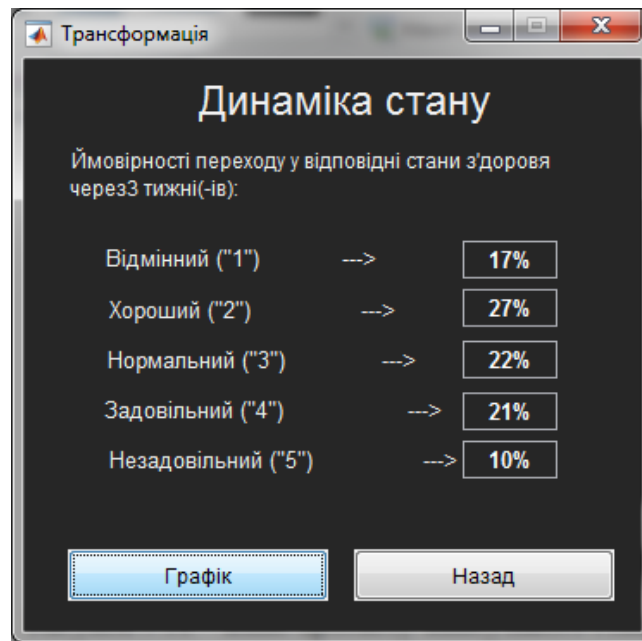 Трансформація
Динаміка стану
Ймовірності переходу у відповідні стани з'доровя
через3 тижні(-ів):
Відмінний ("1") ---> 17%
Хороший ("2") ---> 27%
Нормальний ("3") ---> 22%
Задовільний ("4") ---> 21%
Незадовільний ("5") ---> 10%
Графік Назад